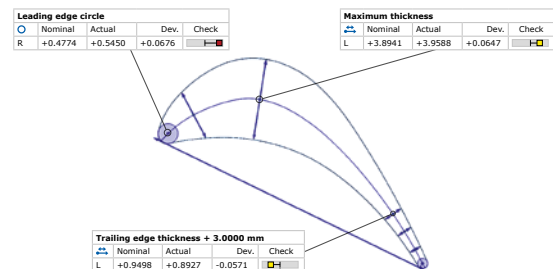 Leading edge circle
Nominal Actual Dev. Check
R +0.4774 +0.5450 +0.0676
Maximum thickness
Nominal Actual Dev. Check
L +3.8941 +3.9588 +0.0647
Trailing edge thickness + 3.0000 mm
Nominal Actual Dev. Check
L +0.9498 +0.8927 -0.0571